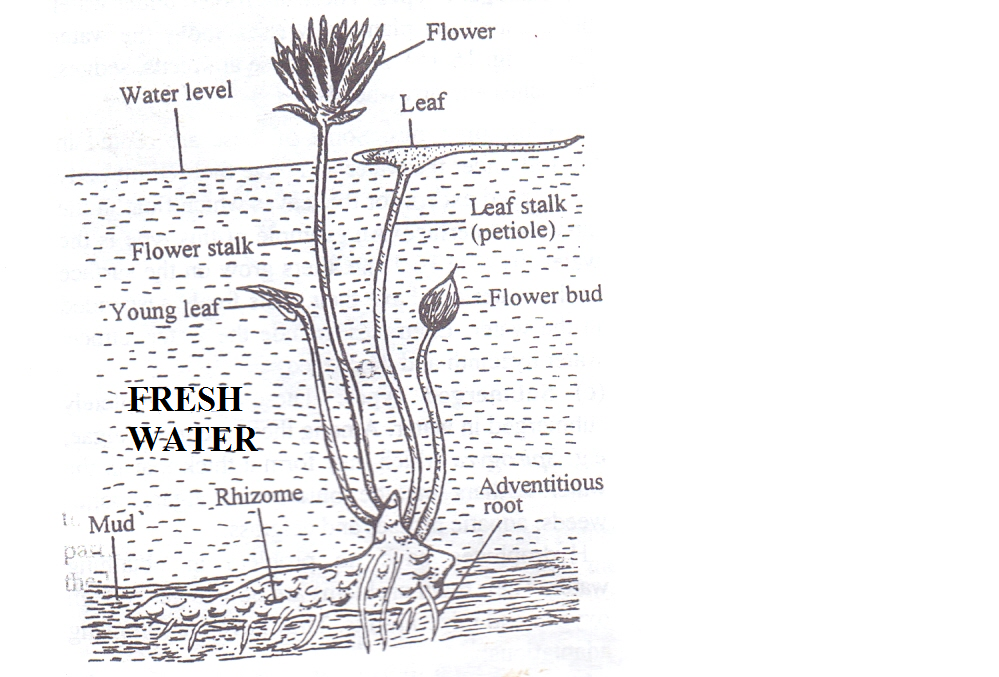 Flower
Water level
Leaf
Leaf stalk
(petiole)
Flower stalk
Flower bud
Young leaf
FRESH
WATER
Rhizome
Adventitious
root
Mud